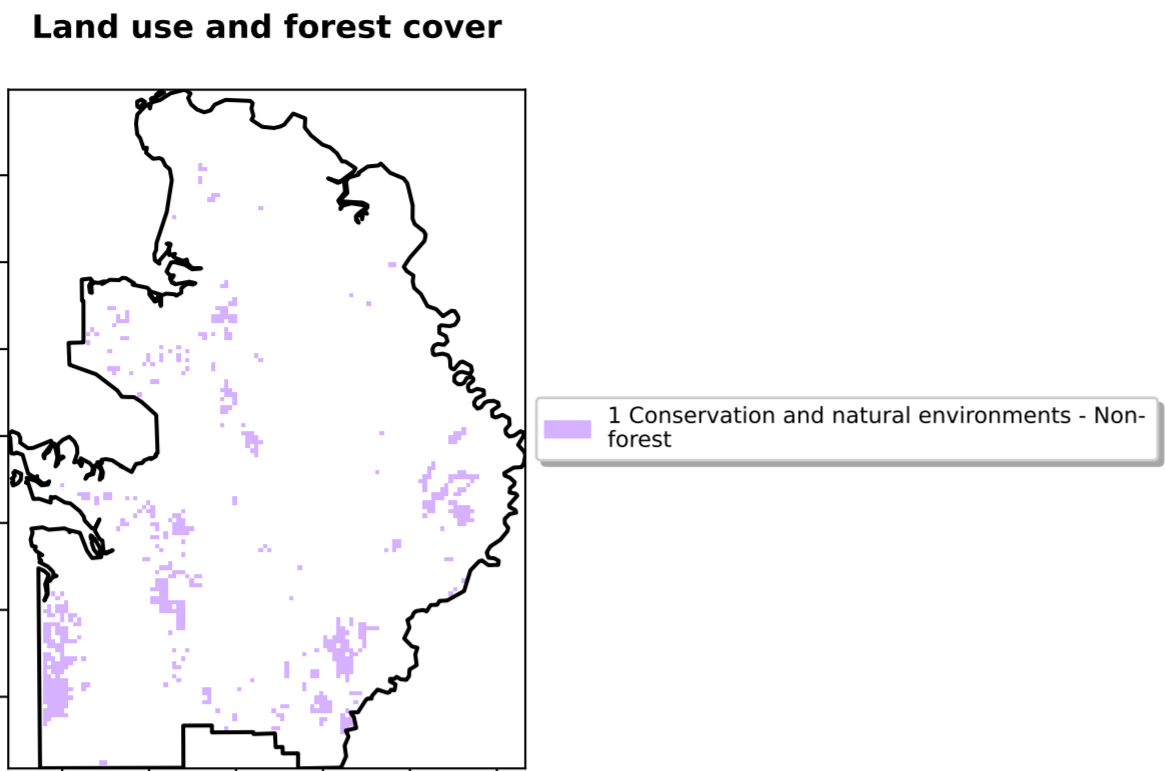 Land use and forest cover
1 Conservation and natural environments - Non-
forest